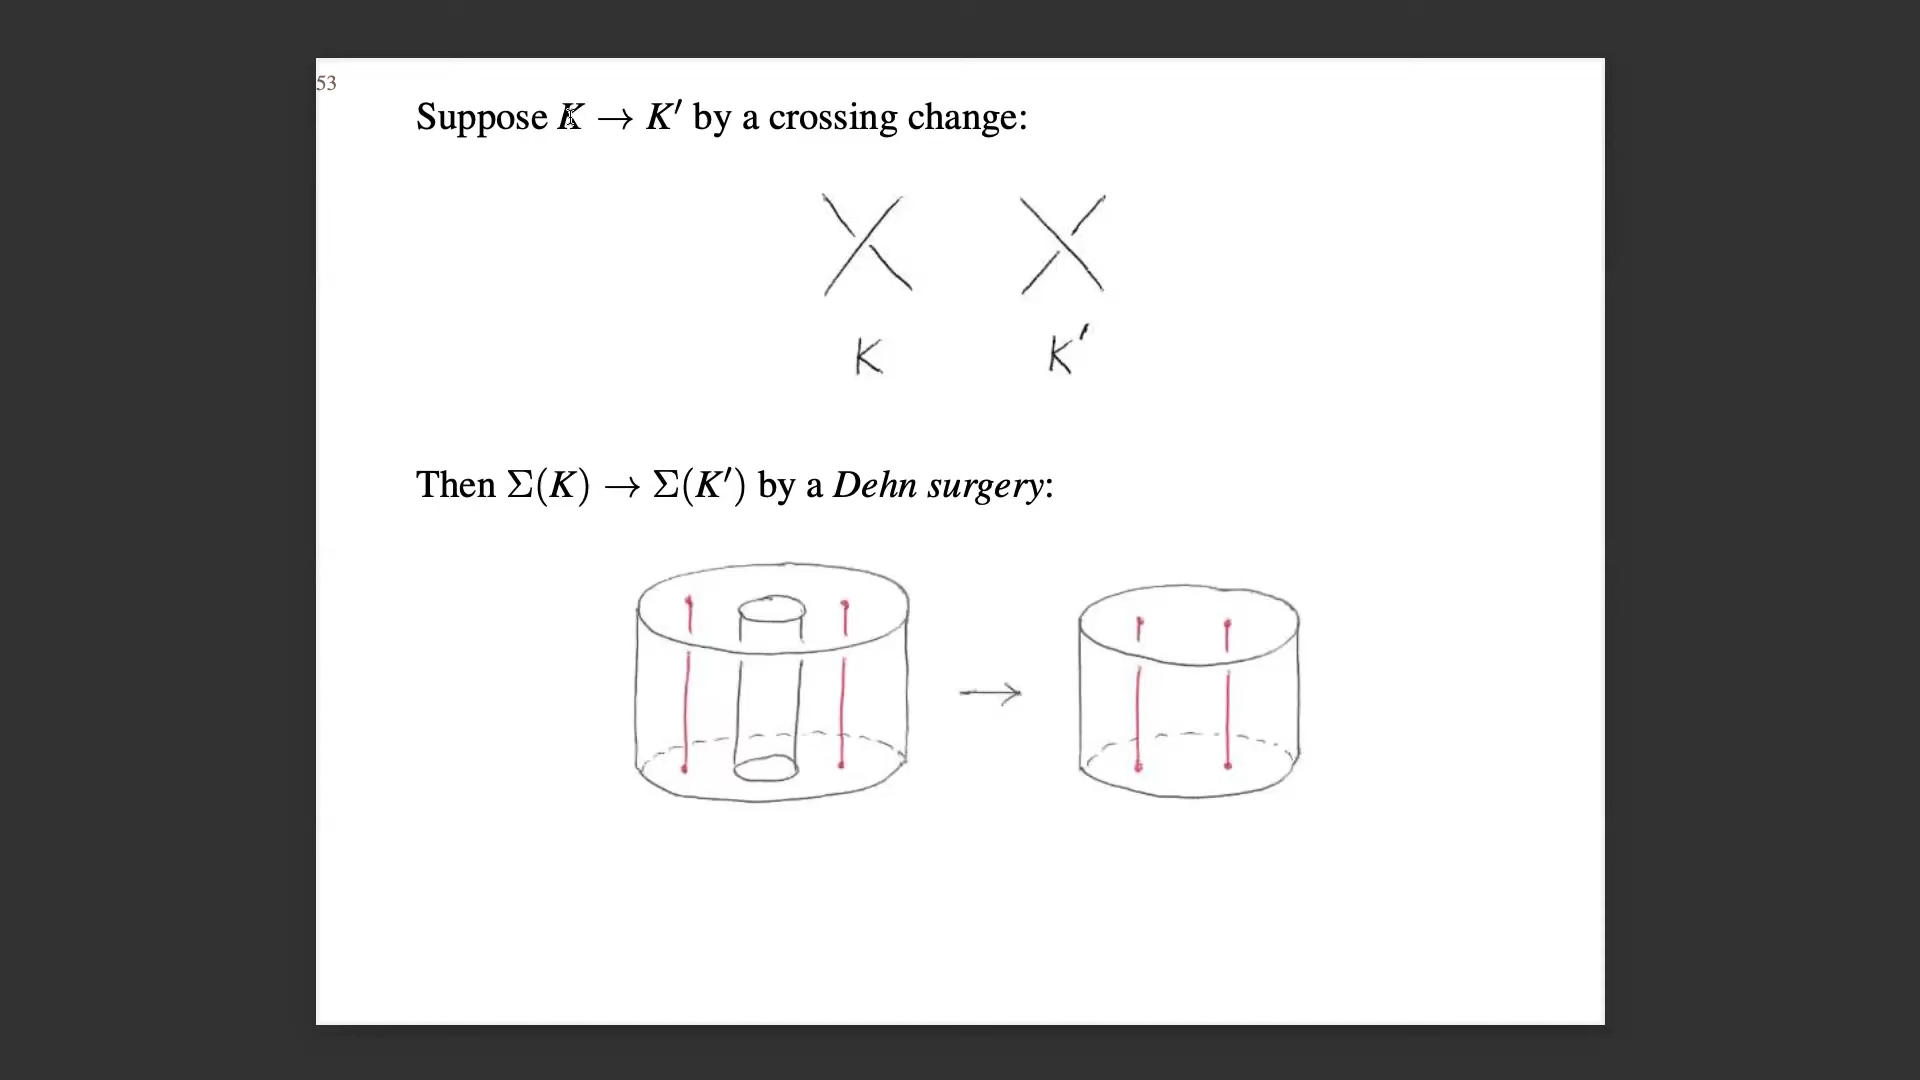 53
Suppose K → K′ by a crossing change:
K K′
Then Σ(K) → Σ(K′) by a Dehn surgery: